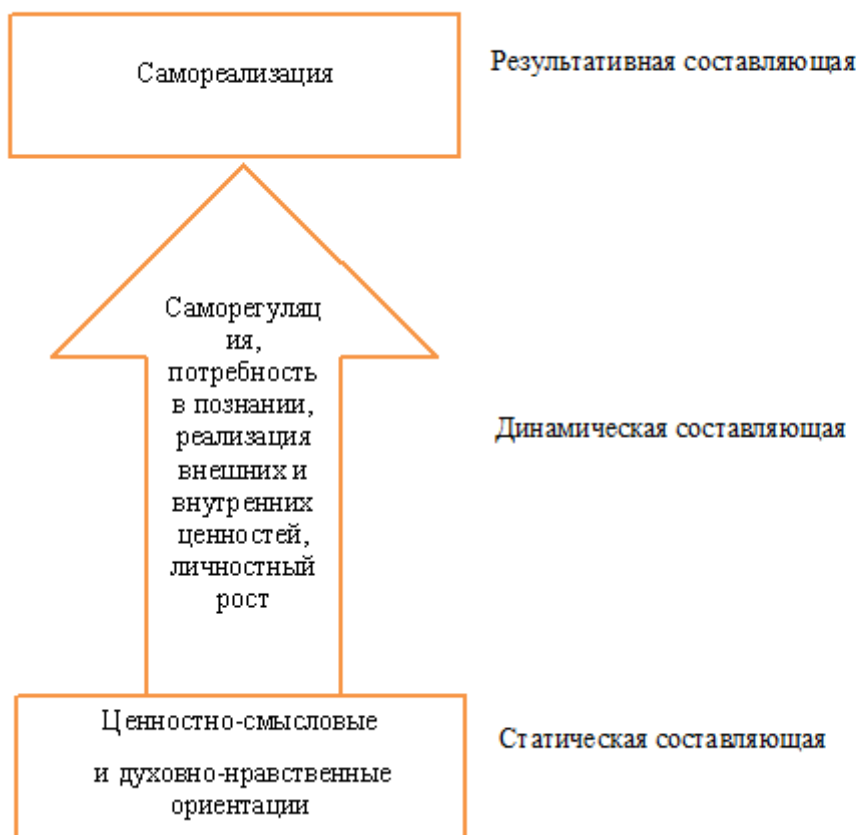 Самореализация
Результативная составляющая
Саморегуляц
ия,
потребность
в познании,
реализация
внешних и
внутренних
ценностей,
личностный
рост
Динамическая составляющая
Ценностно-смысловые
и духовно-нравственные
ориентации
Статическая составляющая